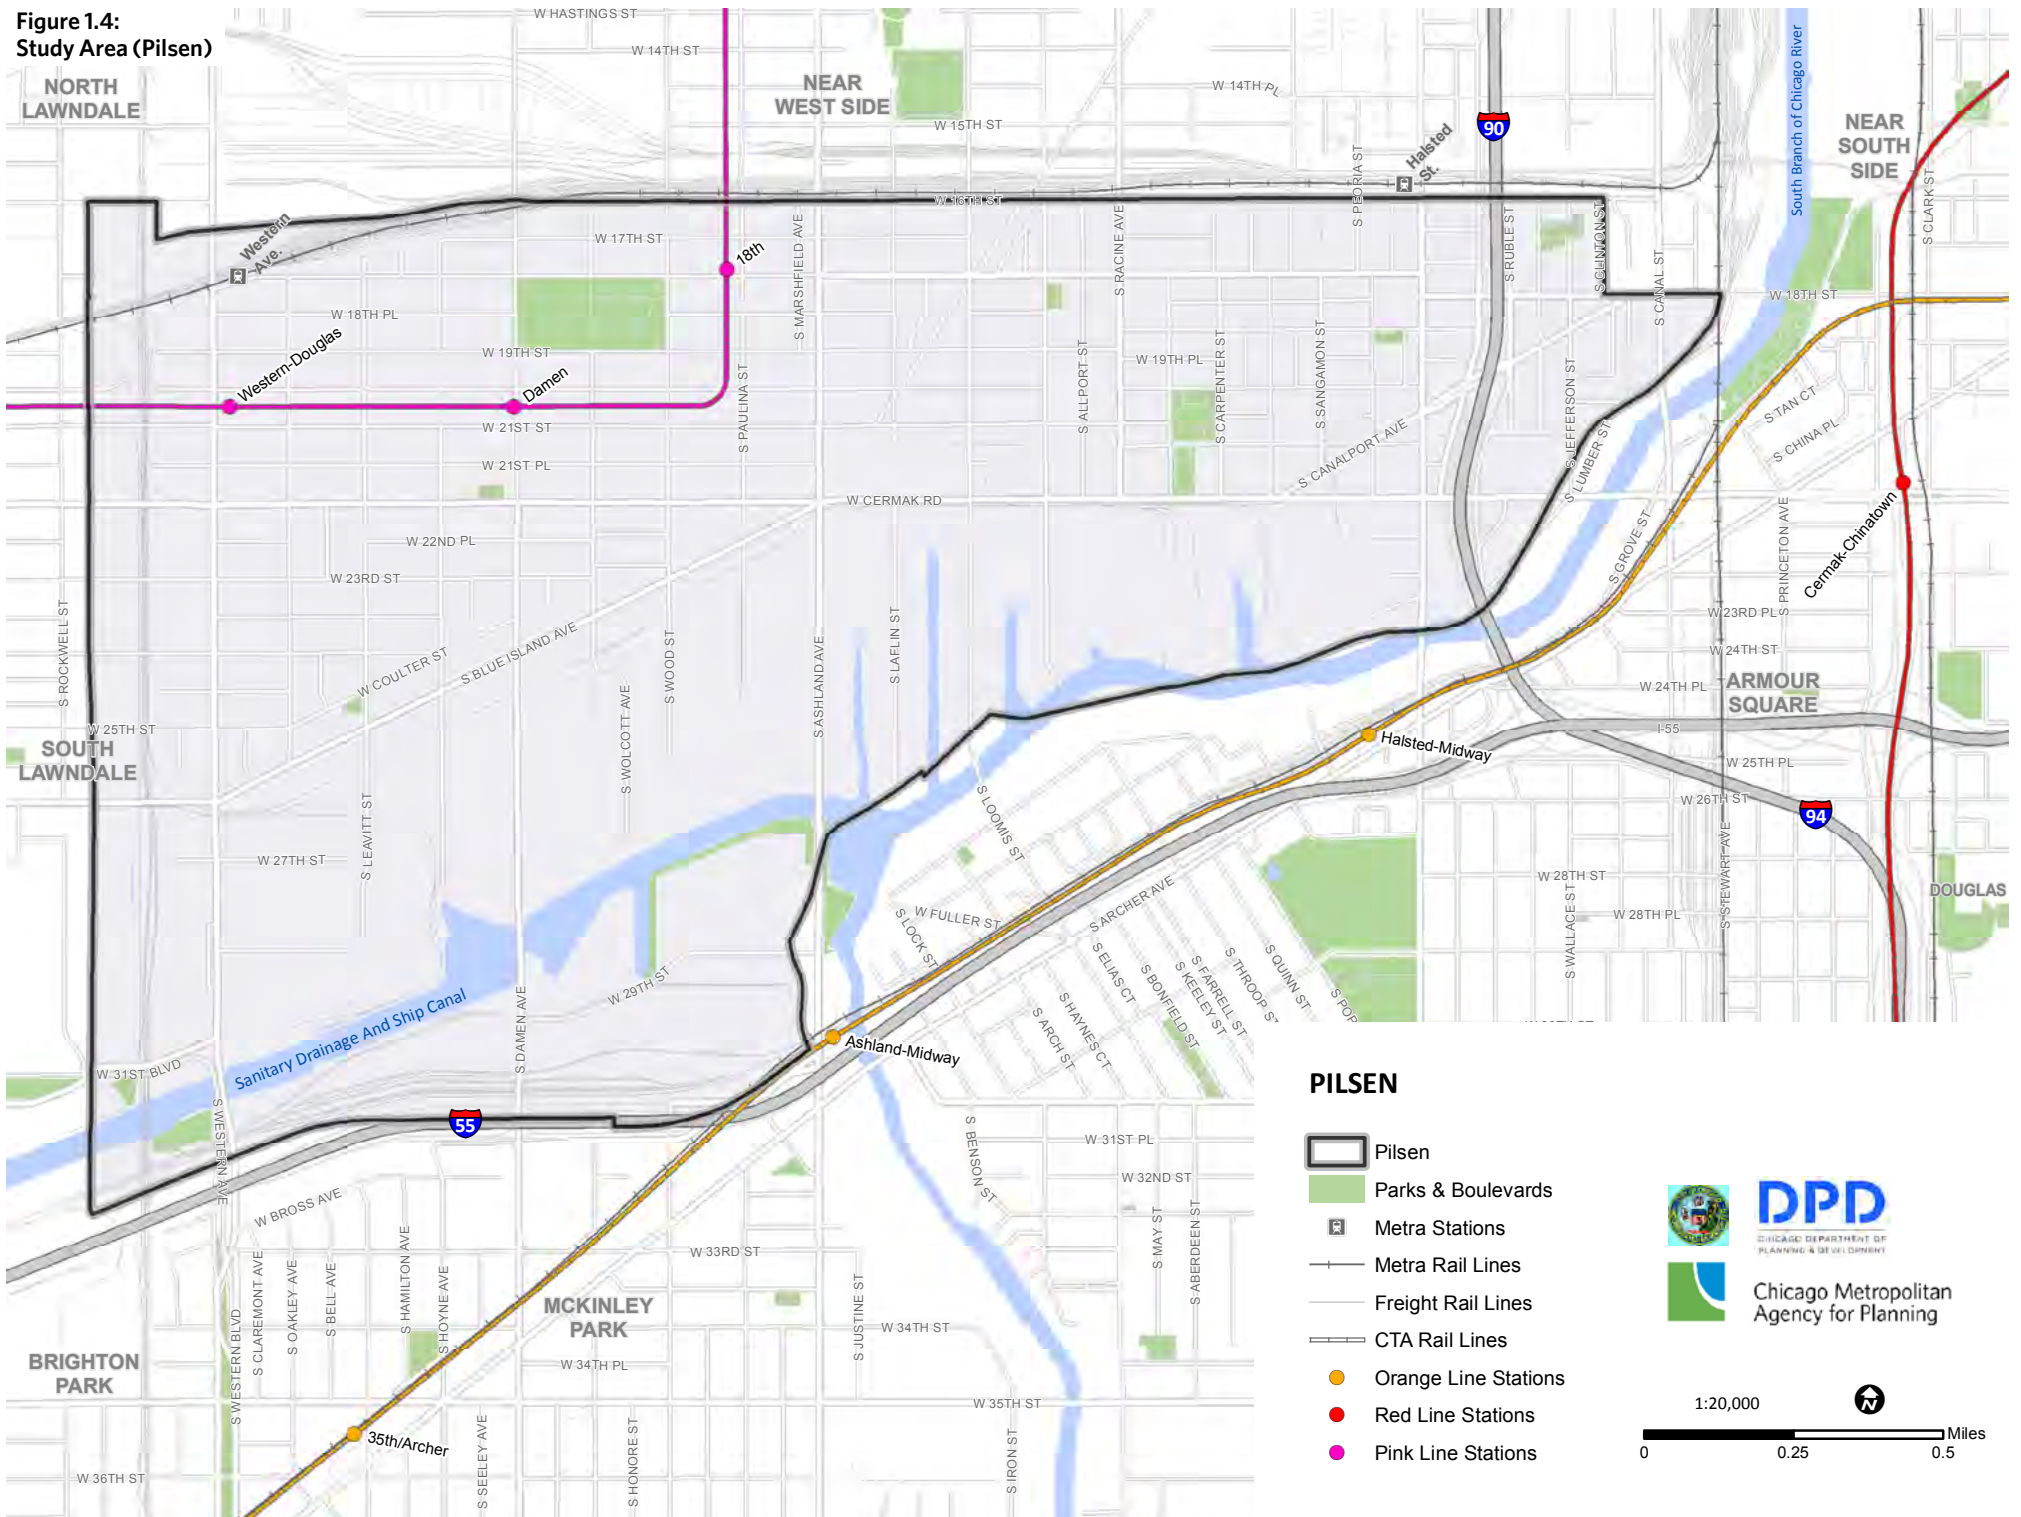 Figure 1.4:
Study Area (Pilsen)
W HASTINGS ST
W 14TH ST
NORTH
LAWNDALE
NEAR
WEST SIDE
W 14TH PL
W 15TH ST
90
Halsted
St.
S PEORIA ST
South Branch of Chicago River
NEAR
SOUTH
SIDE
S CLARK ST
W 16TH ST
Western
Ave.
W 17TH ST
18th
S MARSHFIELD AVE
S RACINE AVE
S RUBLE ST
S CLINTON ST
S CANAL ST
W 18TH ST
W 18TH PL
Western-Douglas
W 19TH ST
Damen
W 19TH PL
S PAULINA ST
S ALLPORT ST
S CARPENTER ST
S SANGAMON ST
S JEFFERSON ST
S TAN CT
S CHINA PL
W 21ST ST
W 21ST PL
S CANALPORT AVE
S LUMBER ST
W CERMAK RD
Cermak-Chinatown
W 22ND PL
W 23RD ST
S GROVE ST
S PRINCETON AVE
W 23RD PL
S ROCKWELL ST
W COULTER ST
S BLUE ISLAND AVE
S WOOD ST
S ASHLAND AVE
S LAFLIN ST
W 24TH ST
W 24TH PL
ARMOUR
SQUARE
S WOLCOTT AVE
W 25TH ST
I-55
SOUTH
LAWNDALE
Halsted-Midway
W 25TH PL
W 26TH ST
94
S LEAVITT ST
S LOOMIS ST
W 27TH ST
S STEWART AVE
W 28TH ST
DOUGLAS
W FULLER ST
S ARCHER AVE
S LOCK ST
W 28TH PL
S WALLACE ST
S ELIAS CT
S BONFIELD ST
S KEELEY ST
S FARRELL ST
S THROOP ST
S QUINN ST
S POP
W 29TH ST
S HAYNES CT
S ARCH ST
Sanitary Drainage And Ship Canal
S DAMEN AVE
Ashland-Midway
W 31ST BLVD
55
S WESTERN AVE
S BENSON ST
W 31ST PL
W 32ND ST
W BROSS AVE
S MAY ST
S ABERDEEN ST
W 33RD ST
S WESTERN BLVD
S CLAREMONT AVE
S OAKLEY AVE
S BELL AVE
S HAMILTON AVE
S HOYNE AVE
MCKINLEY
PARK
S JUSTINE ST
W 34TH ST
W 34TH PL
BRIGHTON
PARK
W 35TH ST
35th/Archer
S SEELEY AVE
S HONORE ST
S IRON ST
W 36TH ST
PILSEN
Pilsen
Parks & Boulevards
Metra Stations
Metra Rail Lines
Freight Rail Lines
CTA Rail Lines
Orange Line Stations
Red Line Stations
Pink Line Stations
DPD
CHICAGO DEPARTMENT OF
PLANNING & DEVELOPMENT
Chicago Metropolitan
Agency for Planning
1:20,000
N
Miles
0
0.25
0.5